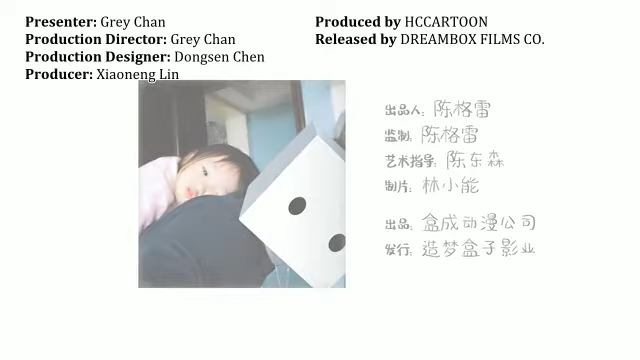 Presenter: Grey Chan
Production Director: Grey Chan
Production Designer: Dongsen Chen
Producer: Xiaoneng Lin
Produced by HCCARTOON
Released by DREAMBOX FILMS CO.
出品人：陈格雷
监制：陈格雷
艺术指导：陈东森
制片：林小能
出品：盒成动漫公司
发行：造梦盒子影业